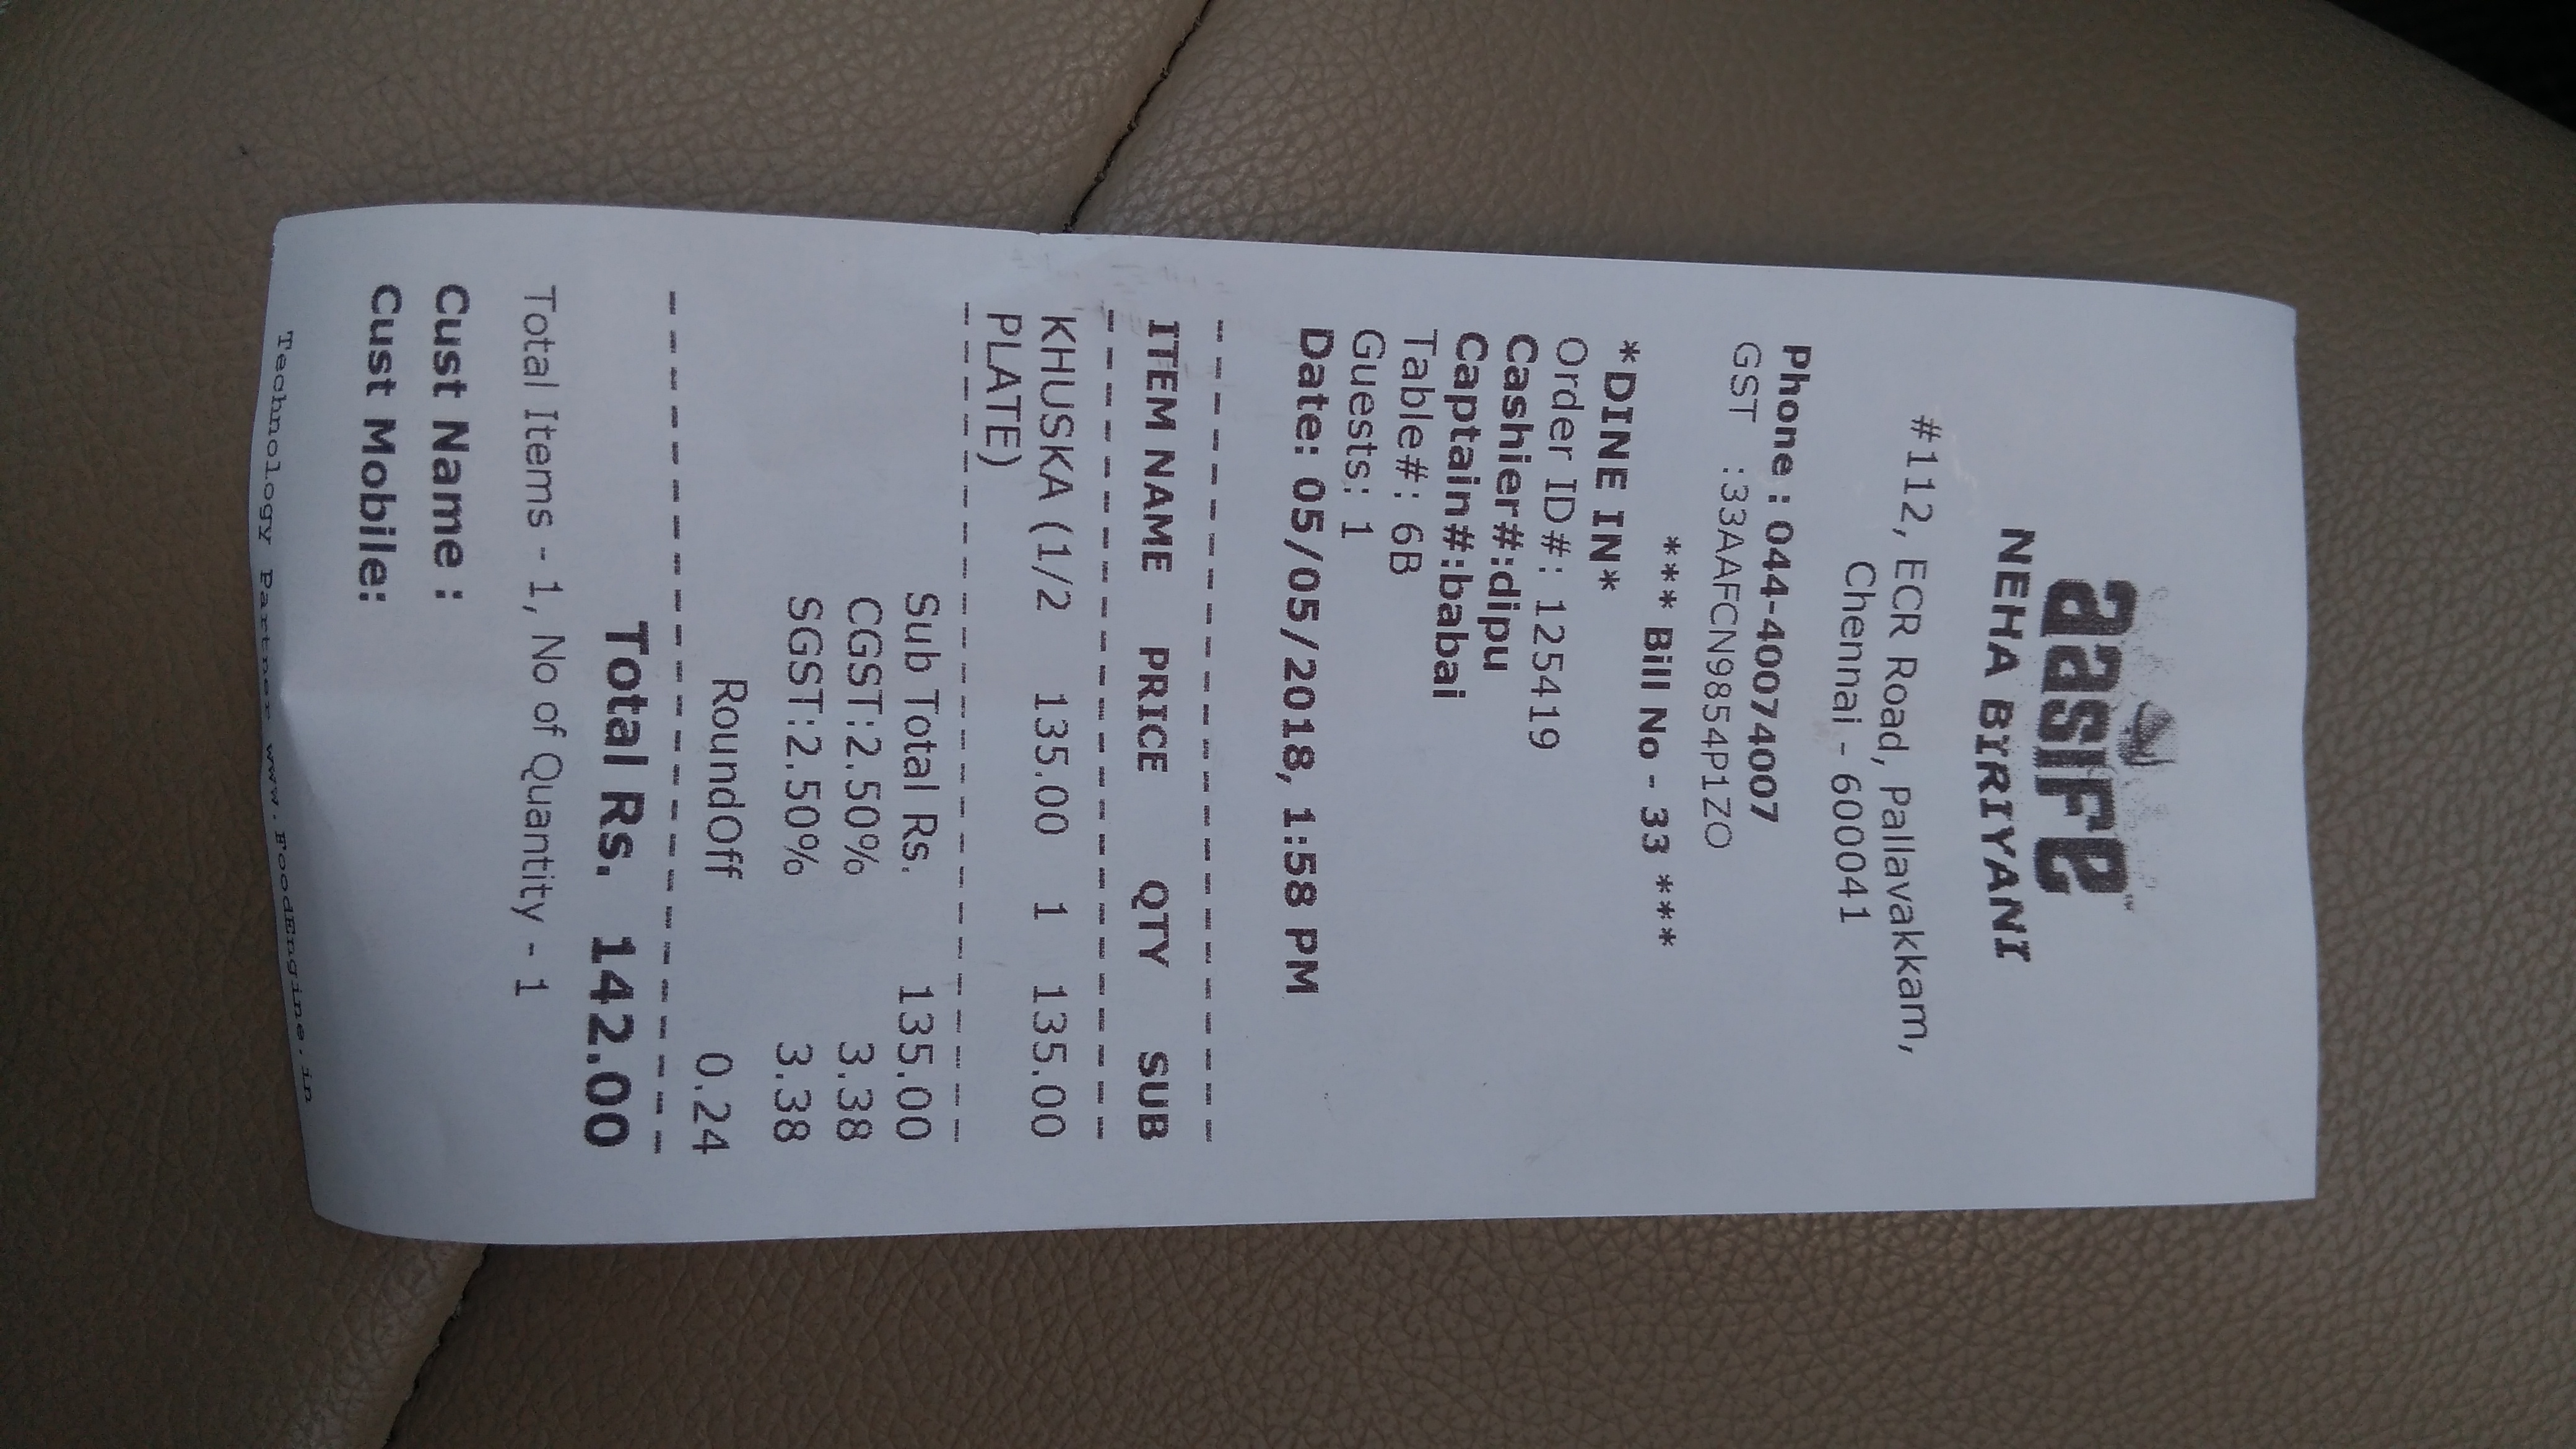 aasife™
NEHA BIRIYANI
#112, ECR Road, Pallavakkam,
Chennai - 600041
Phone : 044-40074007
GST :33AAFCN9854P1ZO
*** Bill No - 33 ***
*DINE IN*
Order ID#: 125419
Cashier#:dipu
Captain#:babai
Table#: 6B
Guests: 1
Date: 05/05/2018, 1:58 PM
ITEM NAME PRICE QTY SUB
KHUSKA (1/2 135.00 1 135.00
PLATE)
Sub Total Rs. 135.00
CGST:2.50% 3.38
SGST:2.50% 3.38
RoundOff 0.24
Total Rs. 142.00
Total Items - 1, No of Quantity - 1
Cust Name :
Cust Mobile:
Technology Partner www.FoodEngine.in